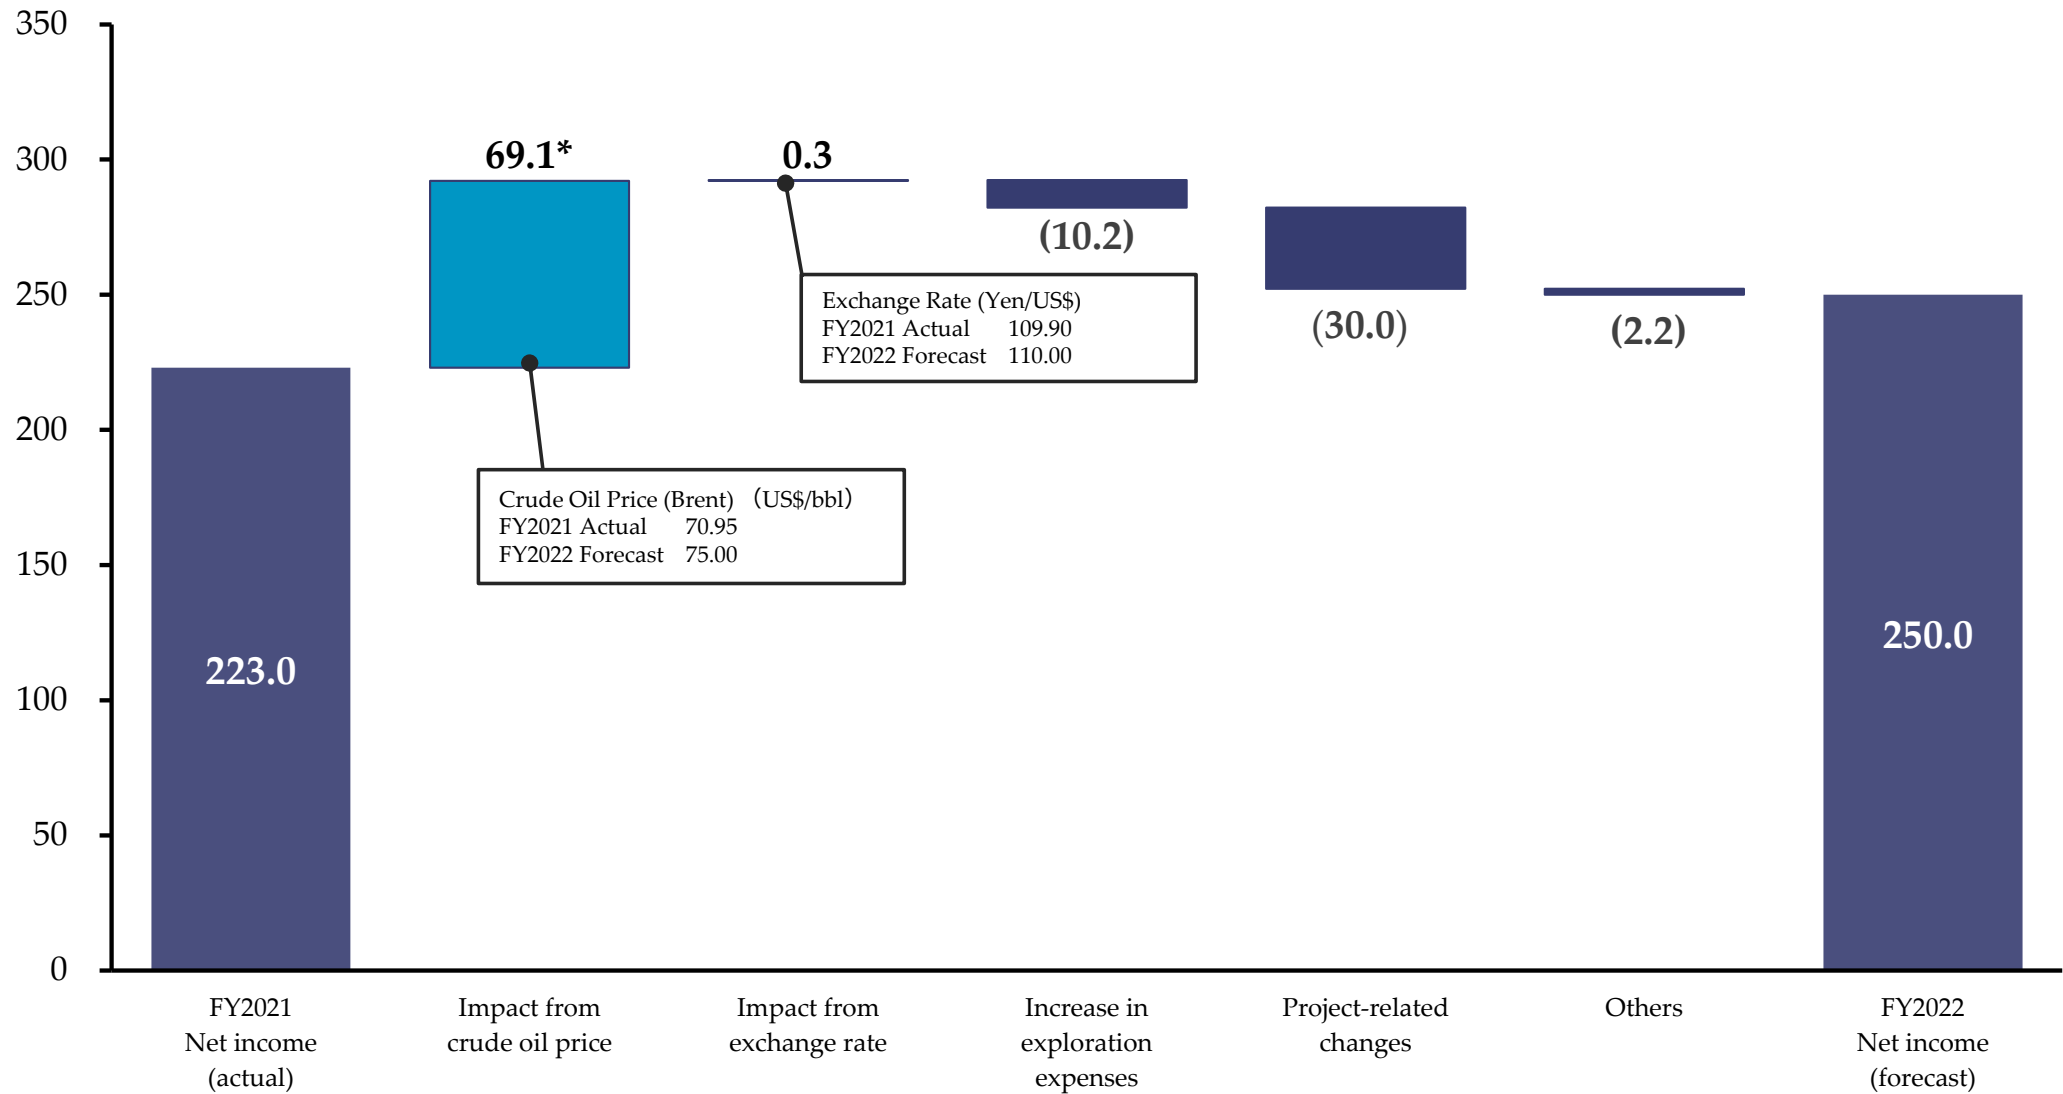 350
300
250
200
150
100
50
0
69.1*
0.3
(10.2)
(30.0)
(2.2)
223.0
250.0
Exchange Rate (Yen/US$)
FY2021 Actual 109.90
FY2022 Forecast 110.00
Crude Oil Price (Brent) （US$/bbl）
FY2021 Actual 70.95
FY2022 Forecast 75.00
FY2021
Net income
(actual)
Impact from
crude oil price
Impact from
exchange rate
Increase in
exploration
expenses
Project-related
changes
Others
FY2022
Net income
(forecast)